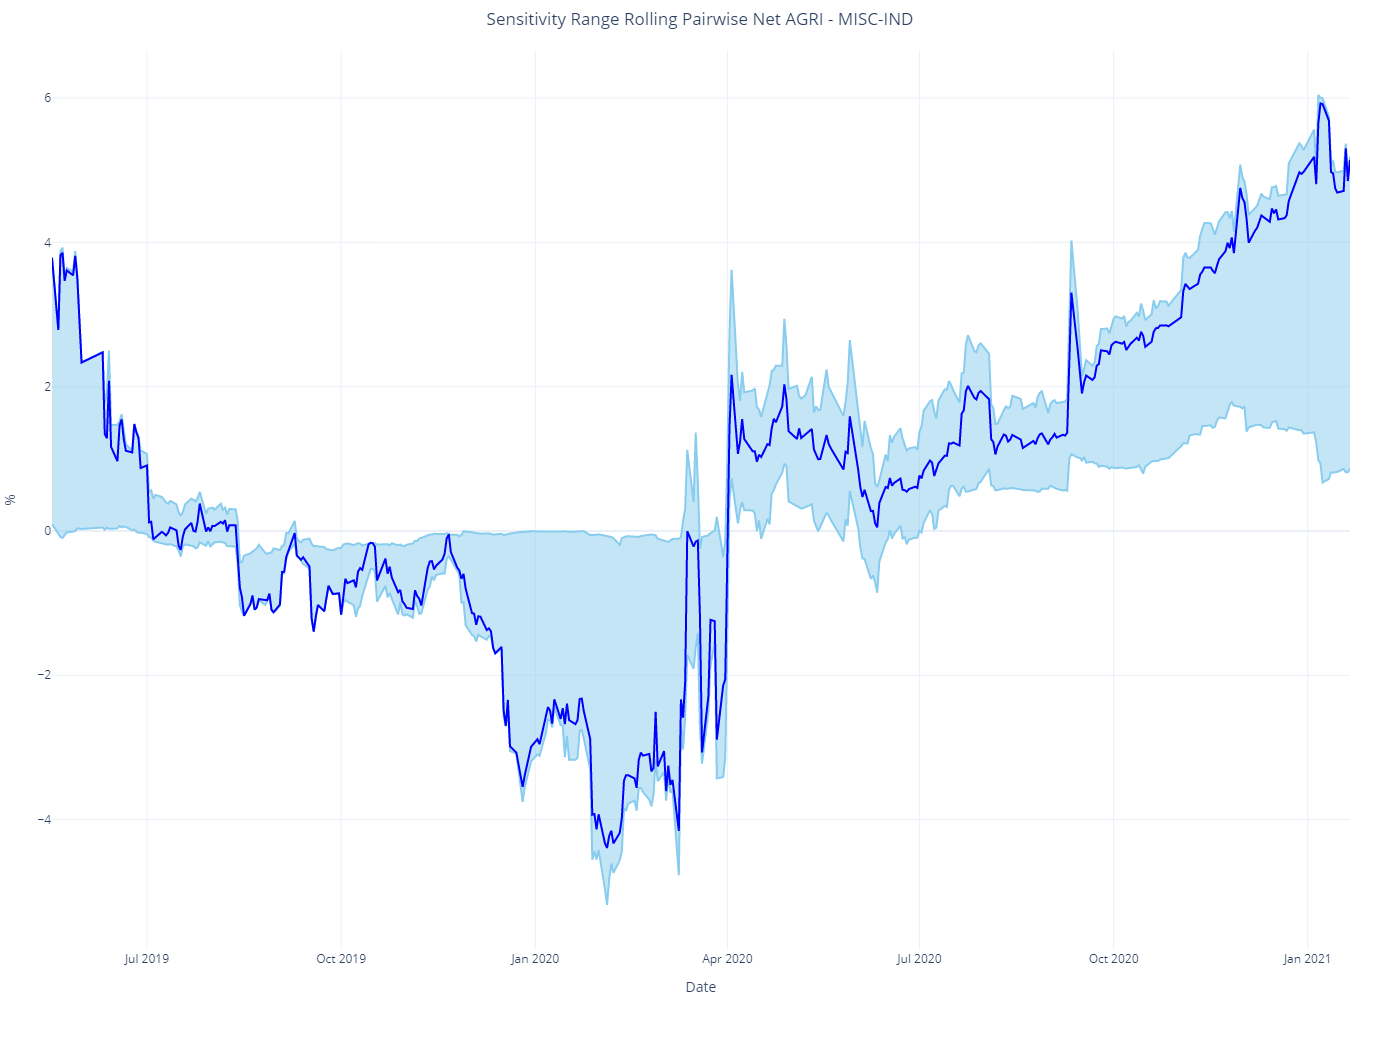 Sensitivity Range Rolling Pairwise Net AGRI - MISC-IND
6
4
2
0
−2
−4
%
Jul 2019
Oct 2019
Jan 2020
Apr 2020
Jul 2020
Oct 2020
Jan 2021
Date